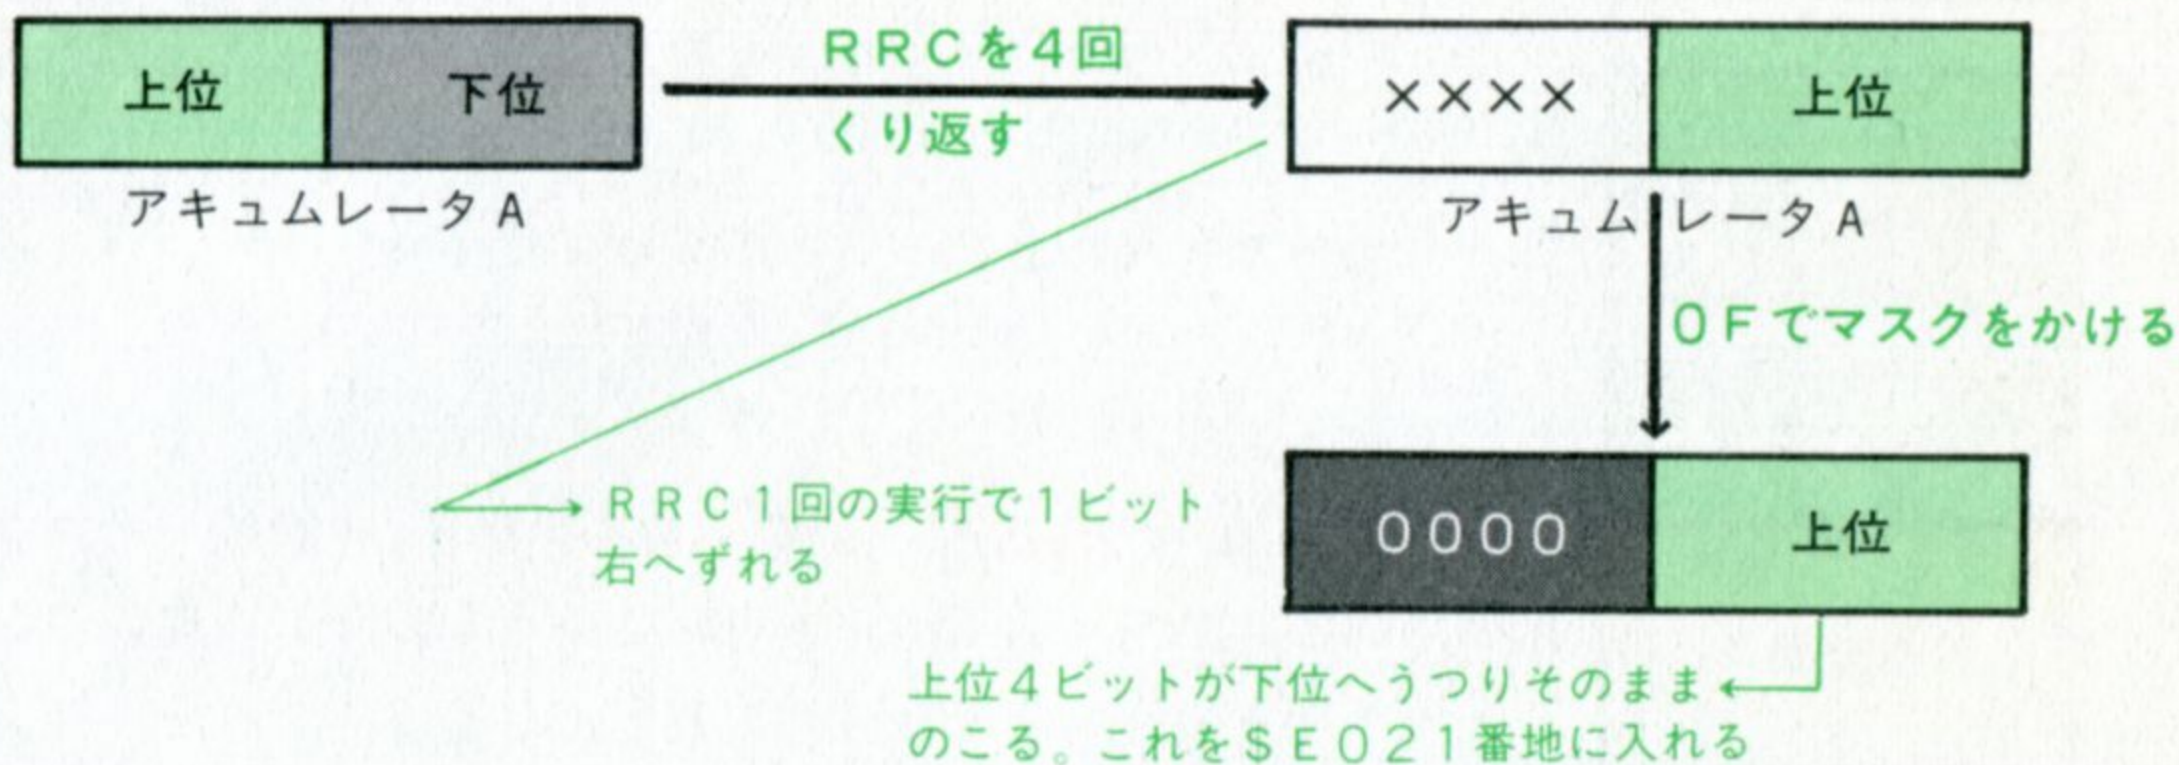 上位
下位
アキュムレータA
RRCを4回
くり返す
××××
上位
アキュムレータA
0Fでマスクをかける
RRC1回の実行で1ビット
右へずれる
0000
上位
上位4ビットが下位へうつりそのまま
のこる。これを$E021番地に入れる